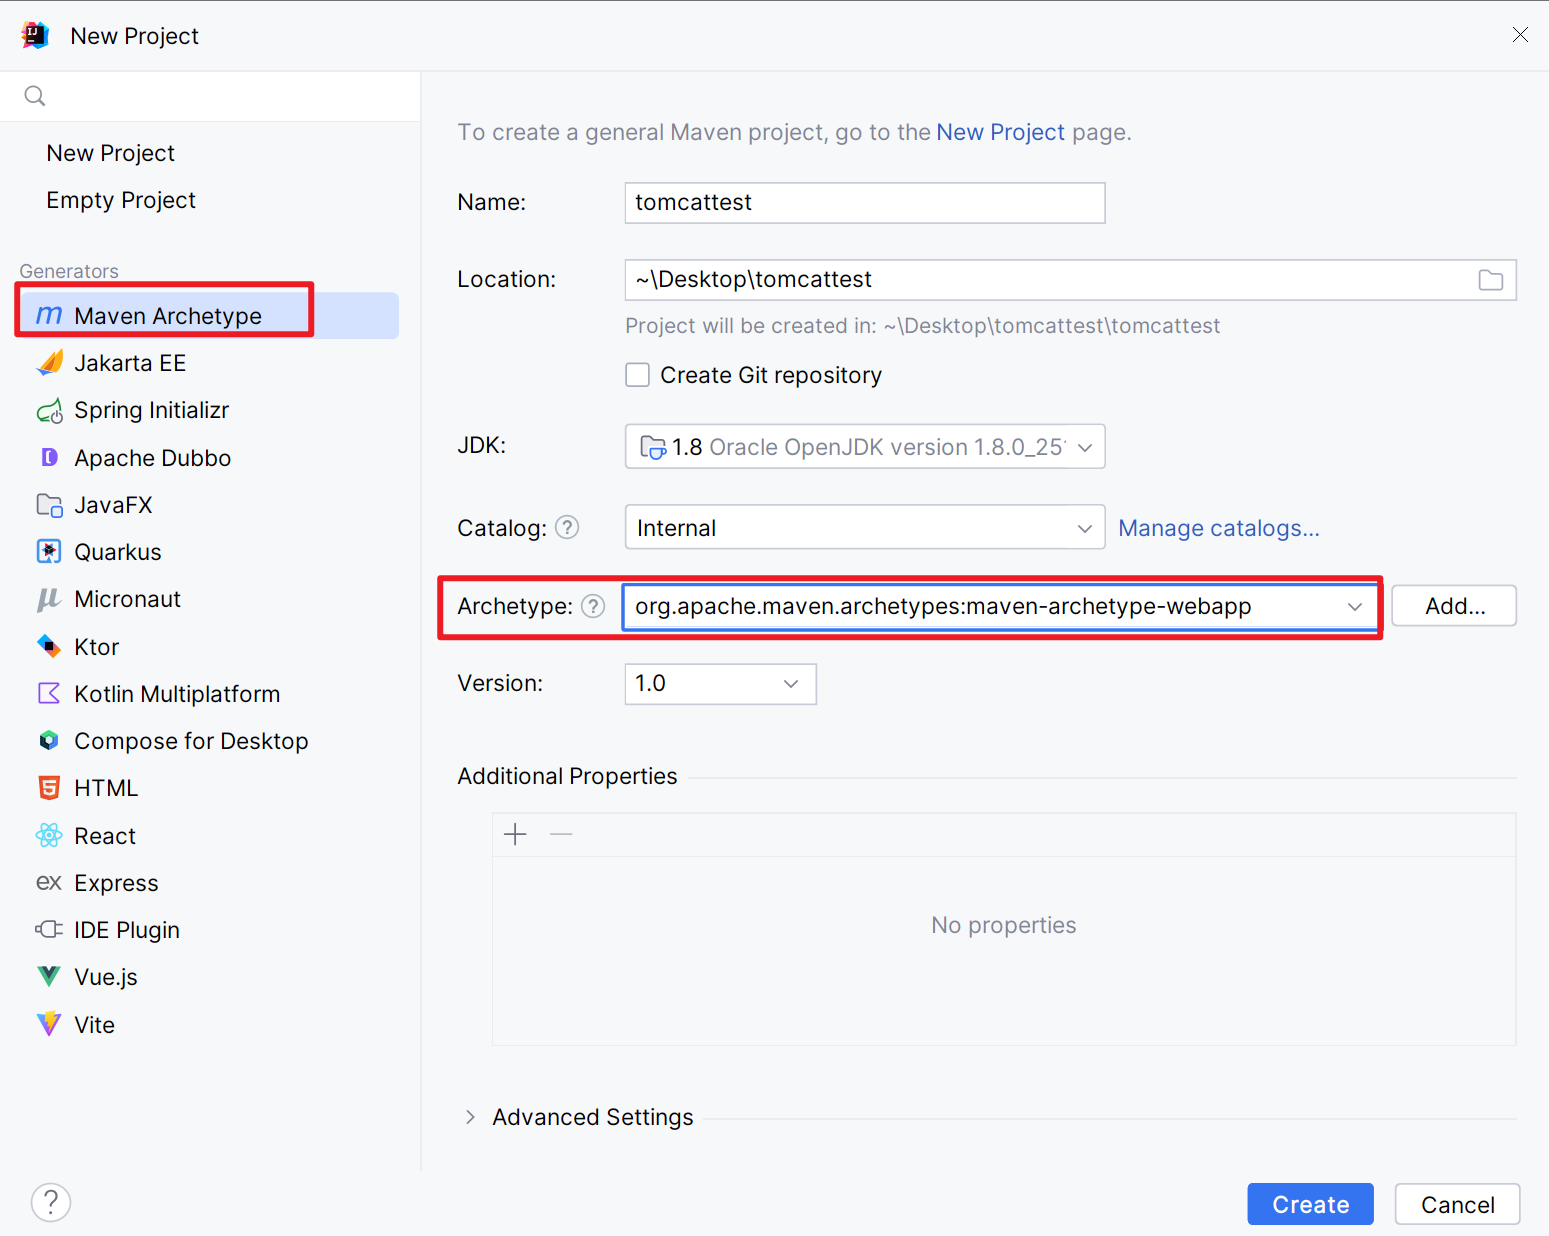 New Project
New Project
Empty Project
Generators
Maven Archetype
Jakarta EE
Spring Initializr
Apache Dubbo
JavaFX
Quarkus
Micronaut
Ktor
Kotlin Multiplatform
Compose for Desktop
HTML
React
Express
IDE Plugin
Vue.js
Vite
To create a general Maven project, go to the New Project page.
Name: tomcattest
Location: ~\Desktop\tomcattest
Project will be created in: ~\Desktop\tomcattest\tomcattest
Create Git repository
JDK: 1.8 Oracle OpenJDK version 1.8.0_25
Catalog: ? Internal Manage catalogs...
Archetype: ? org.apache.maven.archetypes:maven-archetype-webapp Add...
Version: 1.0
Additional Properties
No properties
Advanced Settings
? Create Cancel